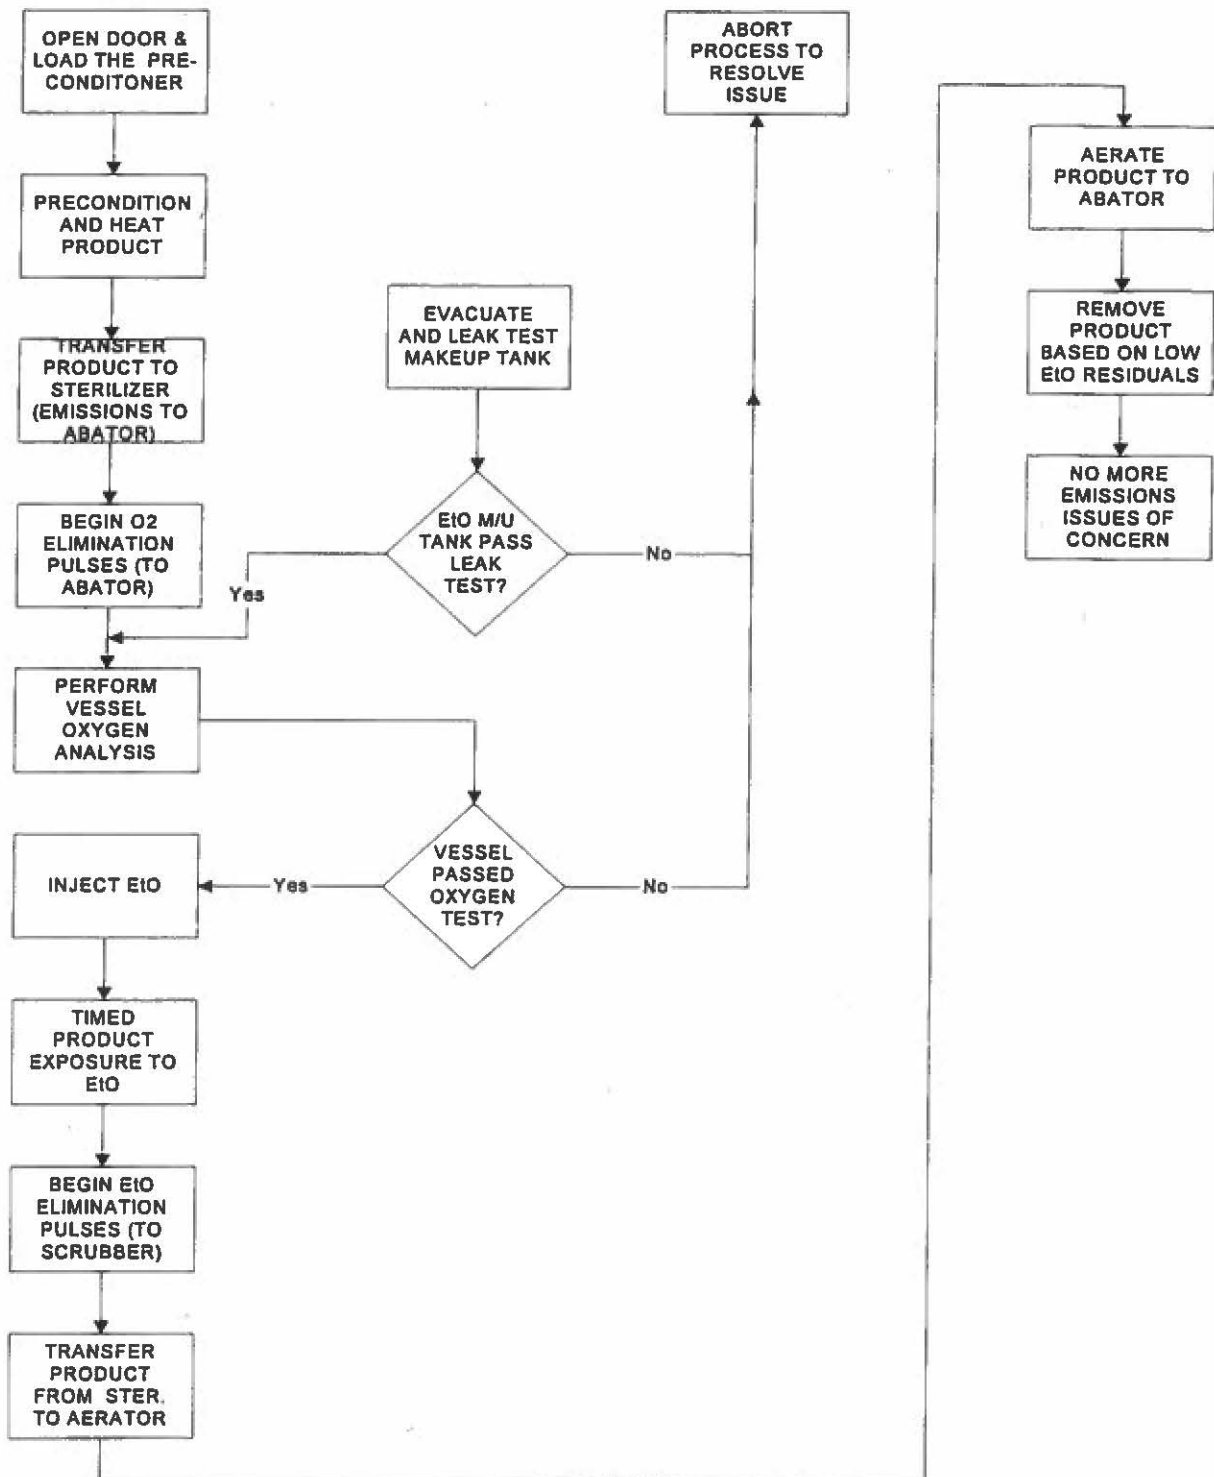 OPEN DOOR &
LOAD THE PRE-
CONDITONER
PRECONDITION
AND HEAT
PRODUCT
TRANSFER
PRODUCT TO
STERILIZER
(EMISSIONS TO
ABATOR)
BEGIN O2
ELIMINATION
PULSES (TO
ABATOR)
PERFORM
VESSEL
OXYGEN
ANALYSIS
INJECT EtO
TIMED
PRODUCT
EXPOSURE TO
EtO
BEGIN EtO
ELIMINATION
PULSES (TO
SCRUBBER)
TRANSFER
PRODUCT
FROM STER.
TO AERATOR
EVACUATE
AND LEAK TEST
MAKEUP TANK
EtO M/U
TANK PASS
LEAK
TEST?
Yes
No
VESSEL
PASSED
OXYGEN
TEST?
Yes
No
ABORT
PROCESS TO
RESOLVE
ISSUE
AERATE
PRODUCT TO
ABATOR
REMOVE
PRODUCT
BASED ON LOW
EtO RESIDUALS
NO MORE
EMISSIONS
ISSUES OF
CONCERN